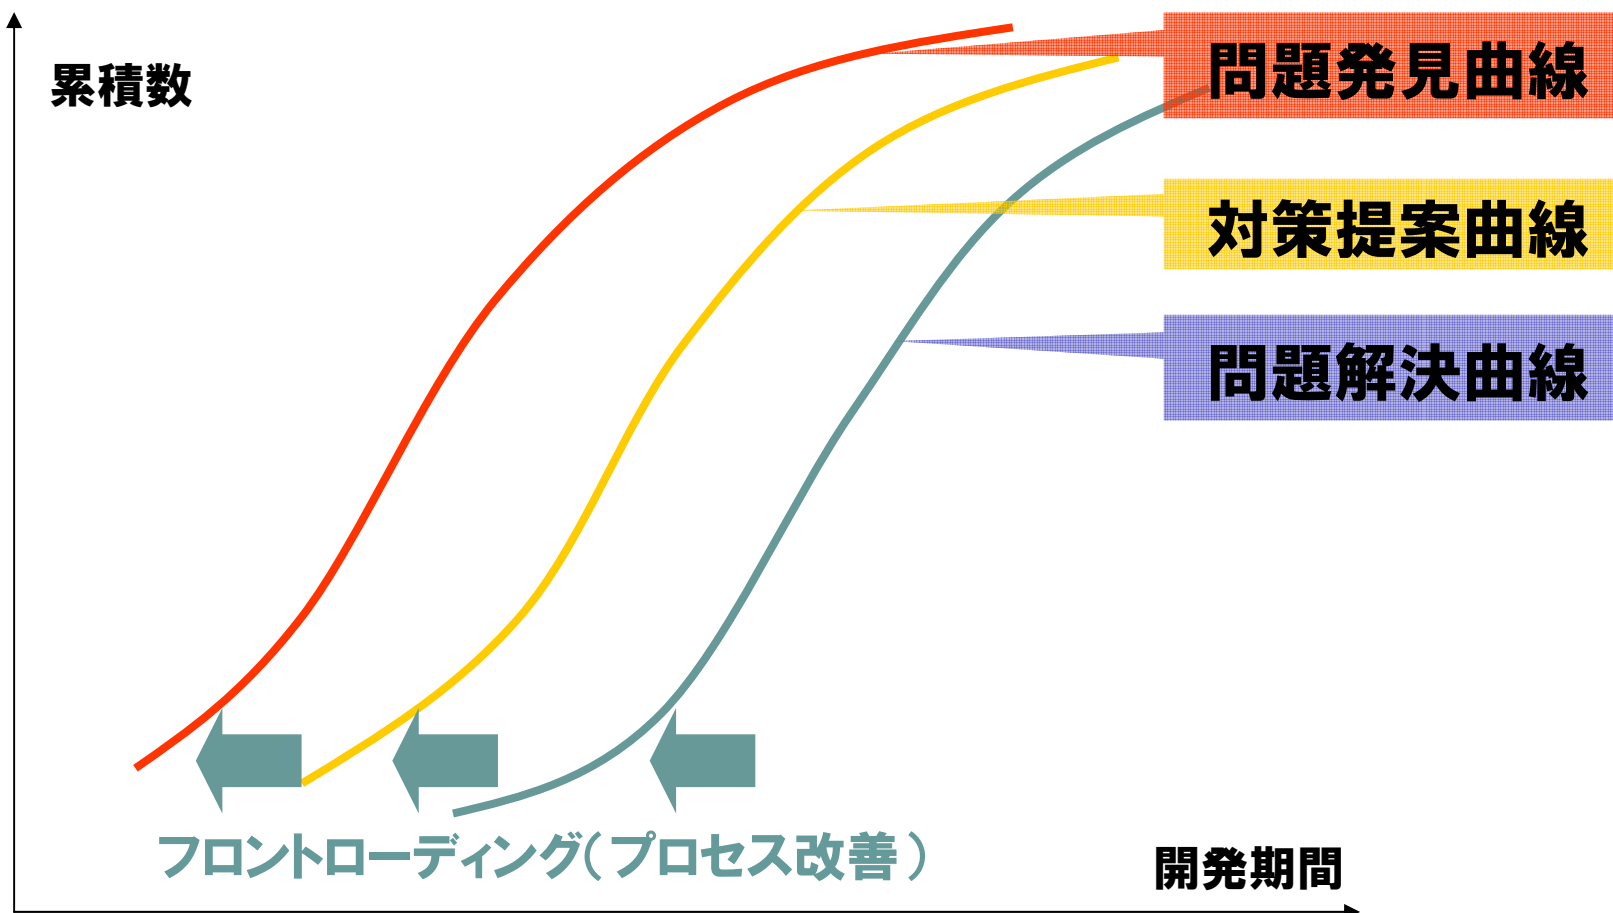 累積数
問題発見曲線
対策提案曲線
問題解決曲線
フロントローディング(プロセス改善)
開発期間